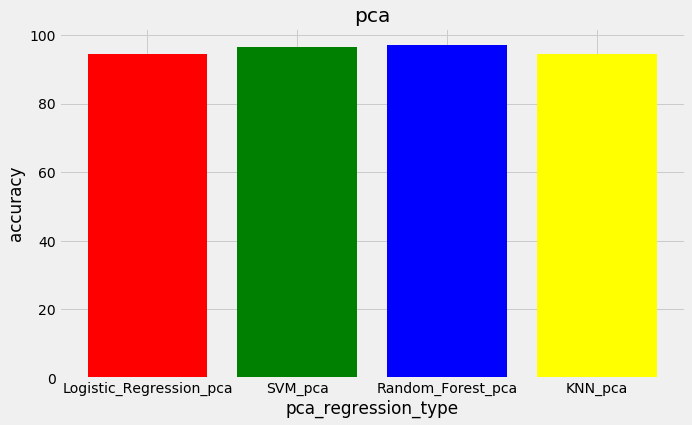 pca
100
80
60
40
20
0
accuracy
Logistic_Regression_pca SVM_pca Random_Forest_pca KNN_pca
pca_regression_type